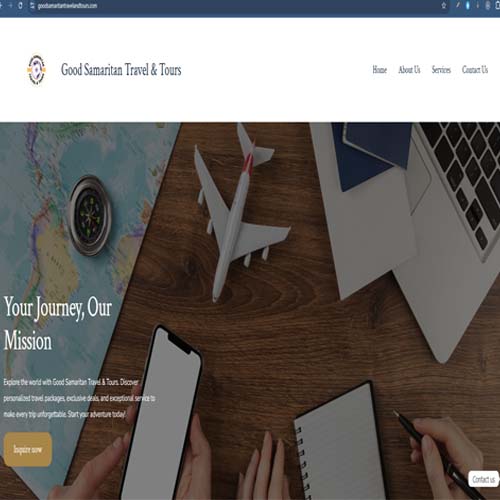 goodsamaritantravelandtours.com
Good Samaritan Travel & Tours
Home About Us Services Contact Us
Your Journey, Our
Mission
Explore the world with Good Samaritan Travel & Tours. Discover
personalized travel packages, exclusive deals, and exceptional service to
make every trip unforgettable. Start your adventure today!
Inquire now
Contact us